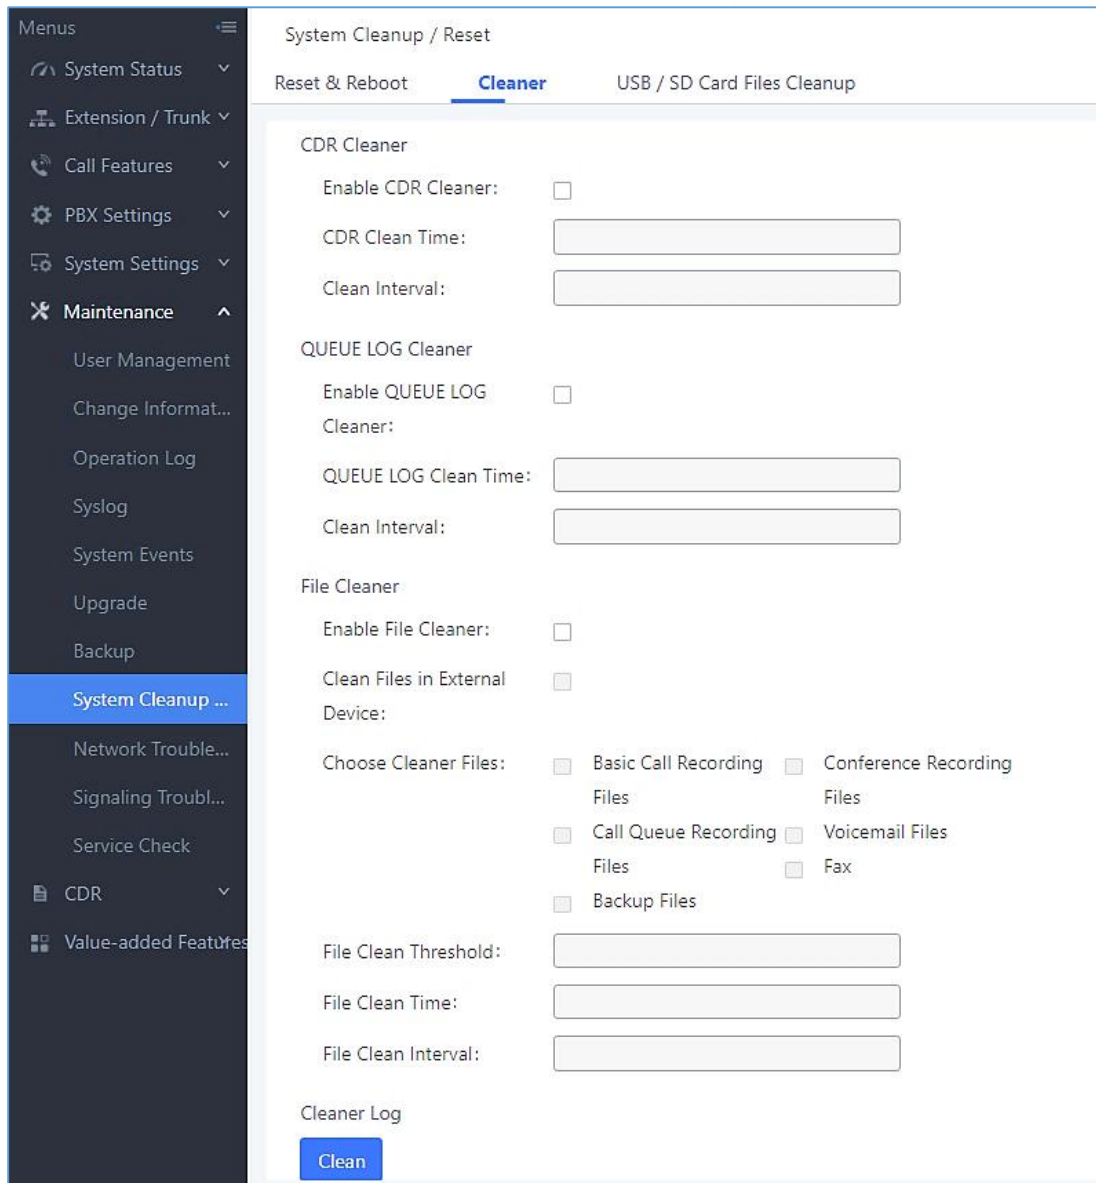 Menus
System Status
Extension / Trunk
Call Features
PBX Settings
System Settings
Maintenance
User Management
Change Informat...
Operation Log
Syslog
System Events
Upgrade
Backup
System Cleanup ...
Network Trouble...
Signaling Troubl...
Service Check
CDR
Value-added Features
System Cleanup / Reset
Reset & Reboot Cleaner USB / SD Card Files Cleanup
CDR Cleaner
Enable CDR Cleaner:
CDR Clean Time:
Clean Interval:
QUEUE LOG Cleaner
Enable QUEUE LOG
Cleaner:
QUEUE LOG Clean Time:
Clean Interval:
File Cleaner
Enable File Cleaner:
Clean Files in External
Device:
Choose Cleaner Files:
Basic Call Recording
Files
Conference Recording
Files
Call Queue Recording
Files
Voicemail Files
Fax
Backup Files
File Clean Threshold:
File Clean Time:
File Clean Interval:
Cleaner Log
Clean